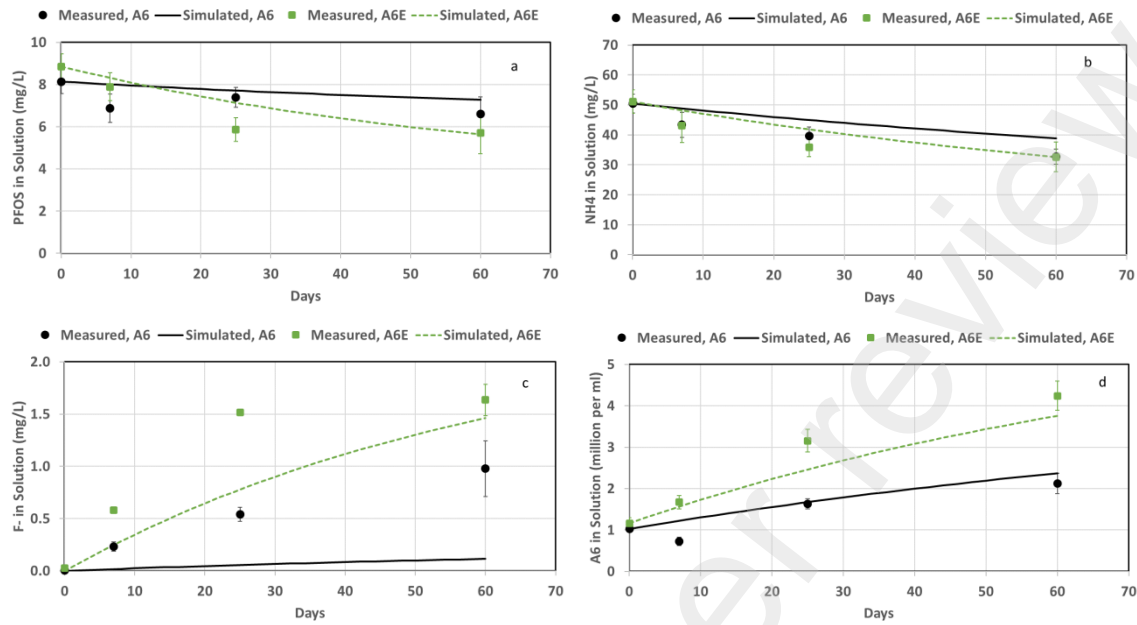 Measured, A6 Simulated, A6 Measured, A6E Simulated, A6E
10
8
6
4
2
0
PFOS in Solution (mg/L)
a
0 10 20 30 40 50 60 70
Days
Measured, A6 Simulated, A6 Measured, A6E Simulated, A6E
70
60
50
40
30
20
10
0
NH4 in Solution (mg/L)
b
0 10 20 30 40 50 60 70
Days
Measured, A6 Simulated, A6 Measured, A6E Simulated, A6E
2.0
1.5
1.0
0.5
0.0
F- in Solution (mg/L)
c
0 10 20 30 40 50 60 70
Days
Measured, A6 Simulated, A6 Measured, A6E Simulated, A6E
5
4
3
2
1
0
A6 in Solution (million per ml)
d
0 10 20 30 40 50 60 70
Days
er review